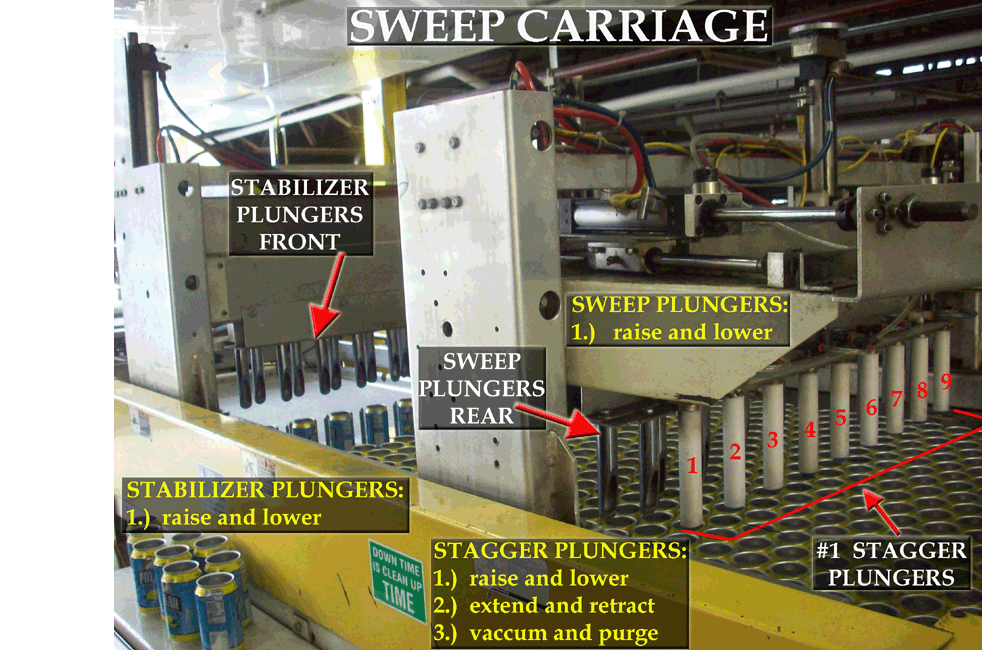 SWEEP CARRIAGE
STABILIZER
PLUNGERS
FRONT
SWEEP PLUNGERS:
1.) raise and lower
SWEEP
PLUNGERS
REAR
1
2
3
4
5
6
7
8
9
STABILIZER PLUNGERS:
1.) raise and lower
DOWN TIME
IS CLEAN UP
TIME
STAGGER PLUNGERS:
1.) raise and lower
2.) extend and retract
3.) vaccum and purge
#1 STAGGER
PLUNGERS